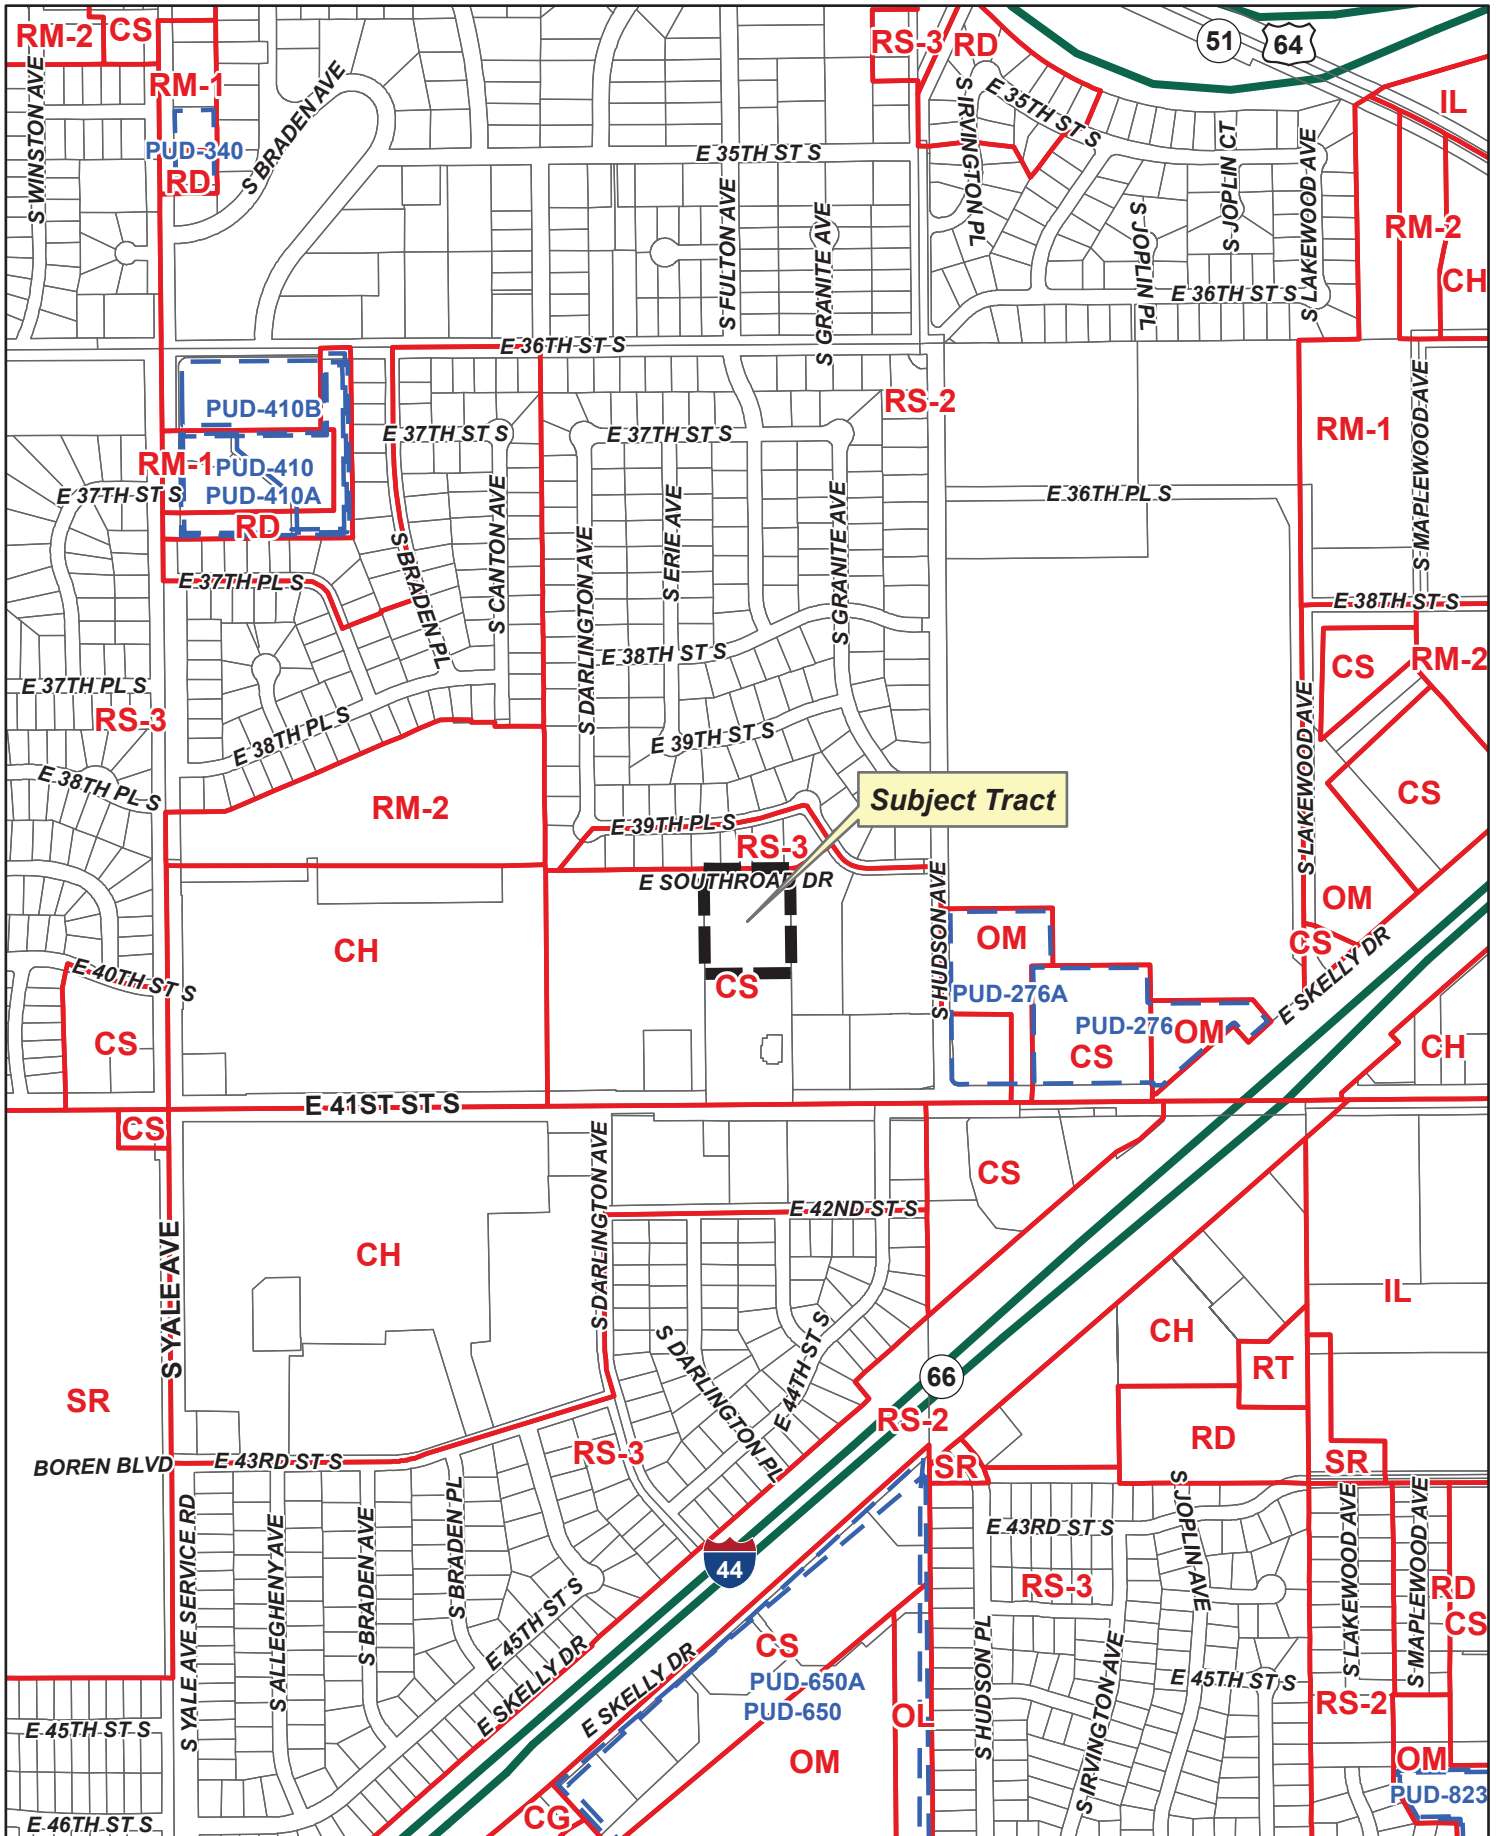 RM-2
CS
RM-1
PUD-340
RD
S WINSTON AVE
S BRADEN AVE
RS-3
RD
51
64
IL
E 35TH ST S
E 35TH ST S
S IRVINGTON PL
S JOPLIN CT
S LAKEWOOD AVE
S FULTON AVE
S GRANITE AVE
S JOPLIN PL
RM-2
CH
E 36TH ST S
E 36TH ST S
PUD-410B
RS-2
RM-1
S MAPLEWOOD AVE
E 37TH ST S
E 37TH ST S
RM-1
PUD-410
PUD-410A
E 37TH ST S
RD
E 36TH PL S
S BRADEN PL
S CANTON AVE
S DARLINGTON AVE
S ERIE AVE
S GRANITE AVE
E 37TH PL S
E 38TH ST S
E 38TH ST S
CS
RM-2
E 37TH PL S
RS-3
E 38TH PL S
E 39TH ST S
S LAKEWOOD AVE
E 38TH PL S
RM-2
Subject Tract
CS
E 39TH PL S
RS-3
E SOUTHROAD DR
S HUDSON AVE
OM
CH
OM
CS
E SKELLY DR
E 40TH ST S
CS
PUD-276A
PUD-276
OM
CS
CS
CH
E 41ST ST S
CS
S DARLINGTON AVE
CS
E 42ND ST S
CH
S YALE AVE
IL
S DARLINGTON PL
E 44TH ST S
CH
RT
66
SR
RS-2
RD
RS-3
BOREN BLVD
E 43RD ST S
SR
SR
S YALE AVE SERVICE RD
S ALLEGHENY AVE
S BRADEN AVE
S BRADEN PL
44
E 43RD ST S
S JOPLIN AVE
S LAKEWOOD AVE
S MAPLEWOOD AVE
RS-3
RD
CS
E 45TH ST S
E SKELLY DR
E SKELLY DR
CS
PUD-650A
PUD-650
OL
S HUDSON PL
S IRVINGTON AVE
E 45TH ST S
RS-2
E 45TH ST S
OM
OM
PUD-823
CG
E 46TH ST S